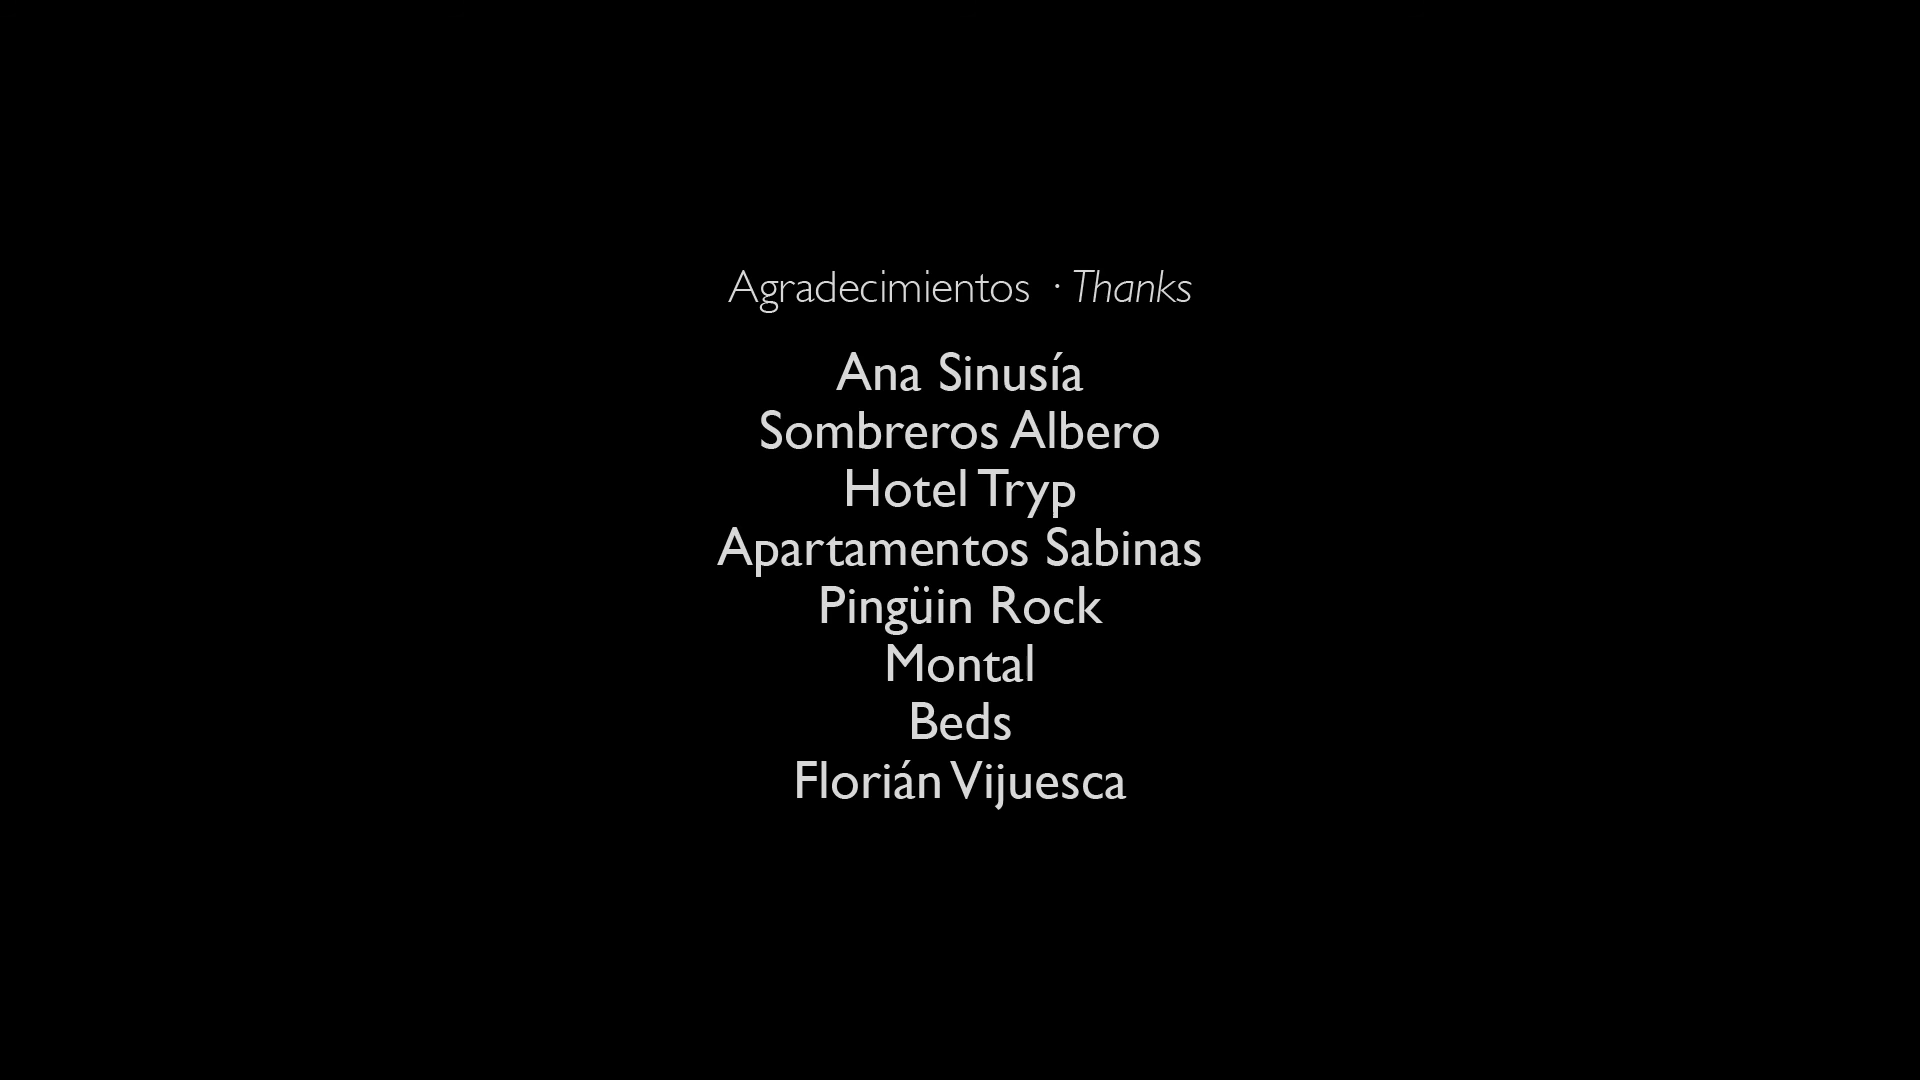 Agradecimientos · Thanks
Ana Sinusía
Sombreros Albero
Hotel Tryp
Apartamentos Sabinas
Pingüin Rock
Montal
Beds
Florián Vijuesca